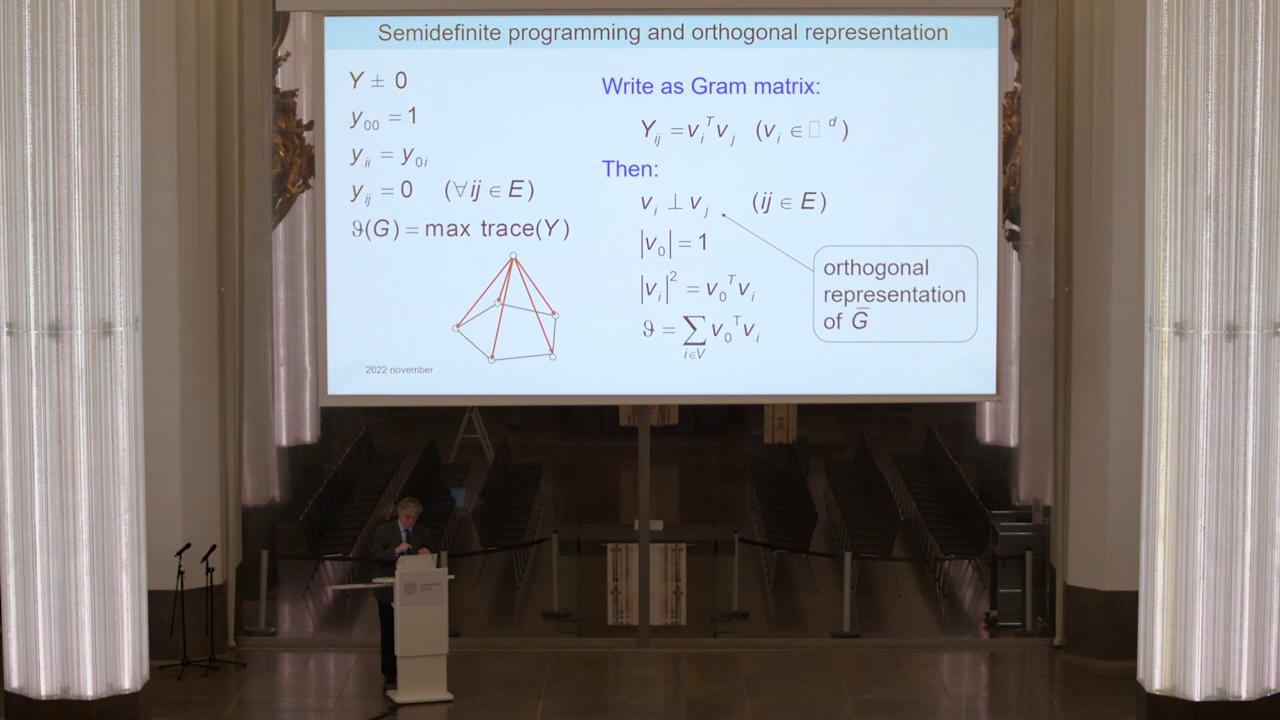 Semidefinite programming and orthogonal representation
Y ± 0
y₀₀ = 1
yᵢᵢ = y₀ᵢ
yᵢⱼ = 0 (∀ij ∈ E)
ϑ(G) = max trace(Y)
2022 november
Write as Gram matrix:
Yᵢⱼ = vᵢᵀvⱼ (vᵢ ∈ □ ᵈ)
Then:
vᵢ ⊥ vⱼ (ij ∈ E)
|v₀| = 1
|vᵢ|² = v₀ᵀvᵢ
ϑ = ∑ v₀ᵀvᵢ
i∈V
orthogonal
representation
of G̅